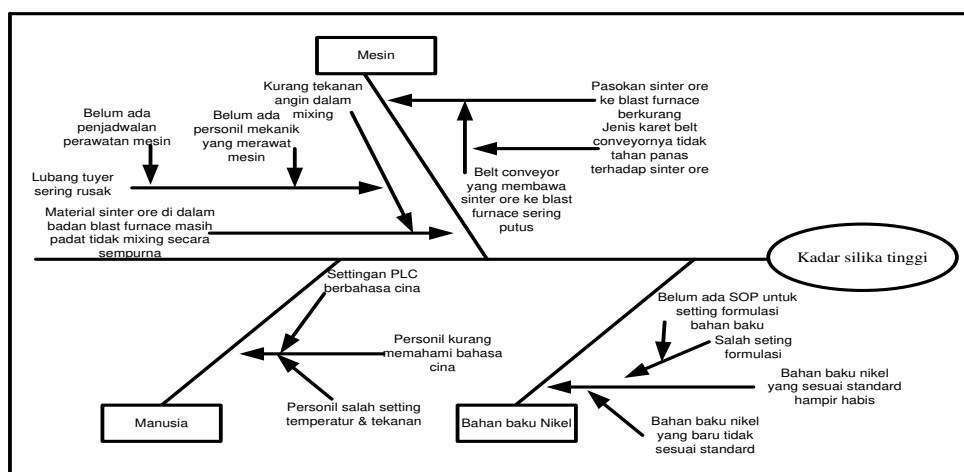 Mesin
Kurang tekanan
angin dalam
mixing
Pasokan sinter ore
ke blast furnace
berkurang
Jenis karet belt
conveyornya tidak
tahan panas
terhadap sinter ore
Belum ada
penjadwalan
perawatan mesin
Belum ada
personil mekanik
yang merawat
mesin
Lubang tuyer
sering rusak
Belt conveyor
yang membawa
sinter ore ke blast
furnace sering
putus
Material sinter ore di dalam
badan blast furnace masih
padat tidak mixing secara
sempurna
Kadar silika tinggi
Settingan PLC
berbahasa cina
Personil kurang
memahami bahasa
cina
Personil salah setting
temperatur & tekanan
Manusia
Belum ada SOP untuk
setting formulasi
bahan baku
Salah seting
formulasi
Bahan baku nikel
yang sesuai standard
hampir habis
Bahan baku nikel
yang baru tidak
sesuai standard
Bahan baku Nikel